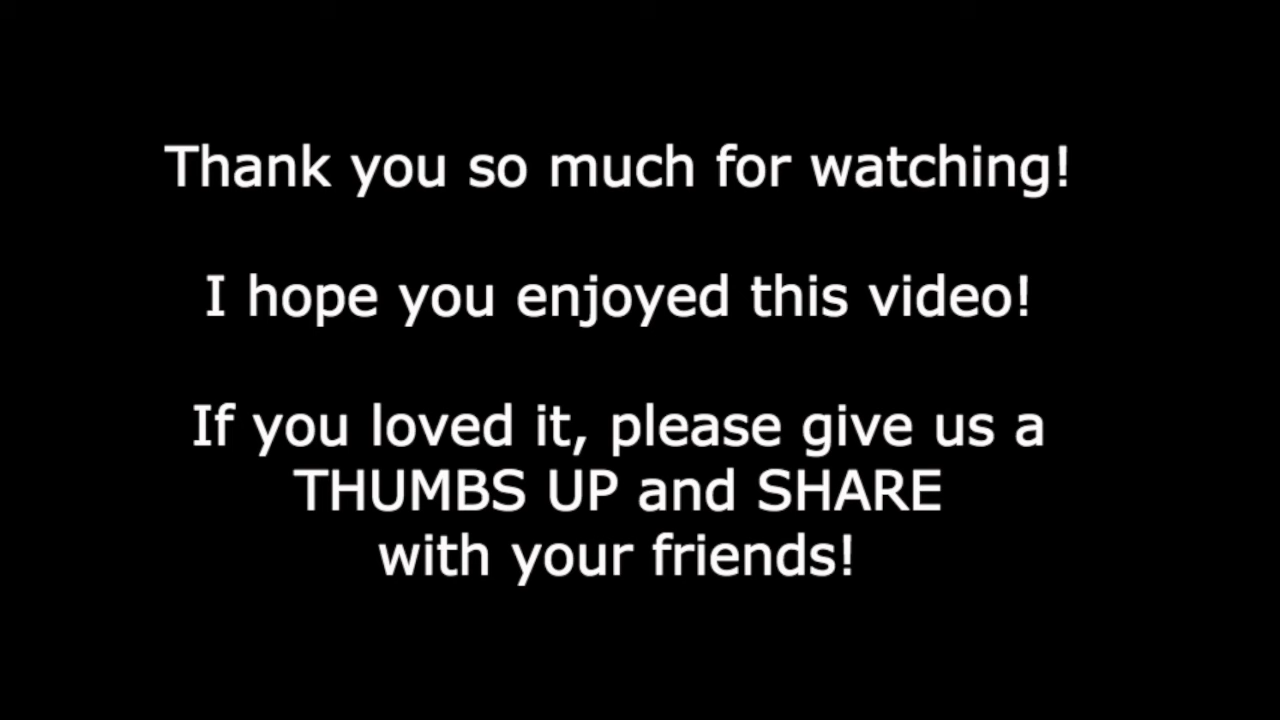 Thank you so much for watching!
I hope you enjoyed this video!
If you loved it, please give us a
THUMBS UP and SHARE
with your friends!